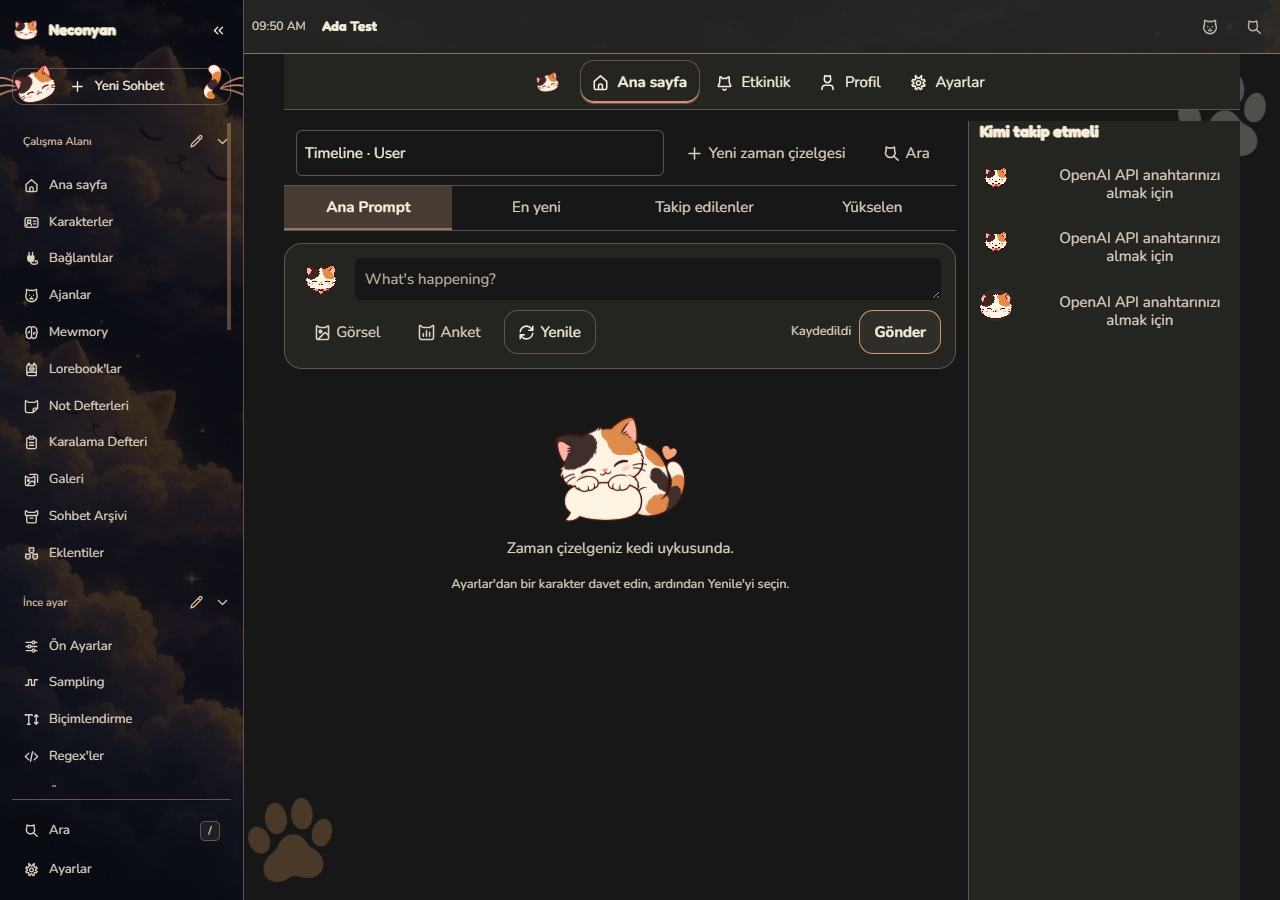 Neconyan
Yeni Sohbet
Çalışma Alanı
Ana sayfa
Karakterler
Bağlantılar
Ajanlar
Mewmory
Lorebook'lar
Not Defterleri
Karalama Defteri
Galeri
Sohbet Arşivi
Eklentiler
İnce ayar
Ön Ayarlar
Sampling
Biçimlendirme
Regex'ler
Ara /
Ayarlar
09:50 AM Ada Test
Ana sayfa Etkinlik Profil Ayarlar
Timeline · User Yeni zaman çizelgesi Ara
Ana Prompt En yeni Takip edilenler Yükselen
What's happening?
Görsel Anket Yenile Kaydedildi Gönder
Zaman çizelgeniz kedi uykusunda.
Ayarlar'dan bir karakter davet edin, ardından Yenile'yi seçin.
Kimi takip etmeli
OpenAI API anahtarınızı
almak için
OpenAI API anahtarınızı
almak için
OpenAI API anahtarınızı
almak için